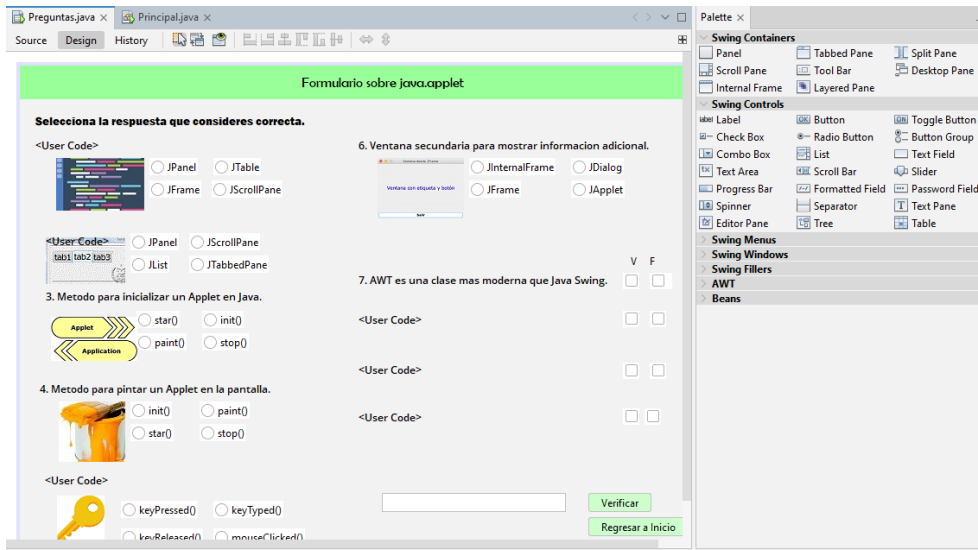 Preguntas.java × Principal.java ×
Source Design History
Formulario sobre java.applet
Selecciona la respuesta que consideres correcta.
<User Code>
JPanel JTable
JFrame JScrollPane
<User Code>
tab1 tab2 tab3
JPanel JScrollPane
JList JTabbedPane
3. Metodo para inicializar un Applet en Java.
Applet
Application
star() init()
paint() stop()
4. Metodo para pintar un Applet en la pantalla.
init() paint()
star() stop()
<User Code>
keyPressed() keyTyped()
keyReleased() mouseClicked()
6. Ventana secundaria para mostrar informacion adicional.
Ventana con etiqueta y botón
JInternalFrame JDialog
JFrame JApplet
V F
7. AWT es una clase mas moderna que Java Swing.
<User Code>
<User Code>
<User Code>
Verificar
Regresar a Inicio
Palette ×
Swing Containers
Panel Tabbed Pane Split Pane
Scroll Pane Tool Bar Desktop Pane
Internal Frame Layered Pane
Swing Controls
label Label OK Button ON Toggle Button
Check Box Radio Button Button Group
Combo Box List Text Field
Text Area Scroll Bar Slider
Progress Bar Formatted Field Password Field
Spinner Separator Text Pane
Editor Pane Tree Table
Swing Menus
Swing Windows
Swing Fillers
AWT
Beans